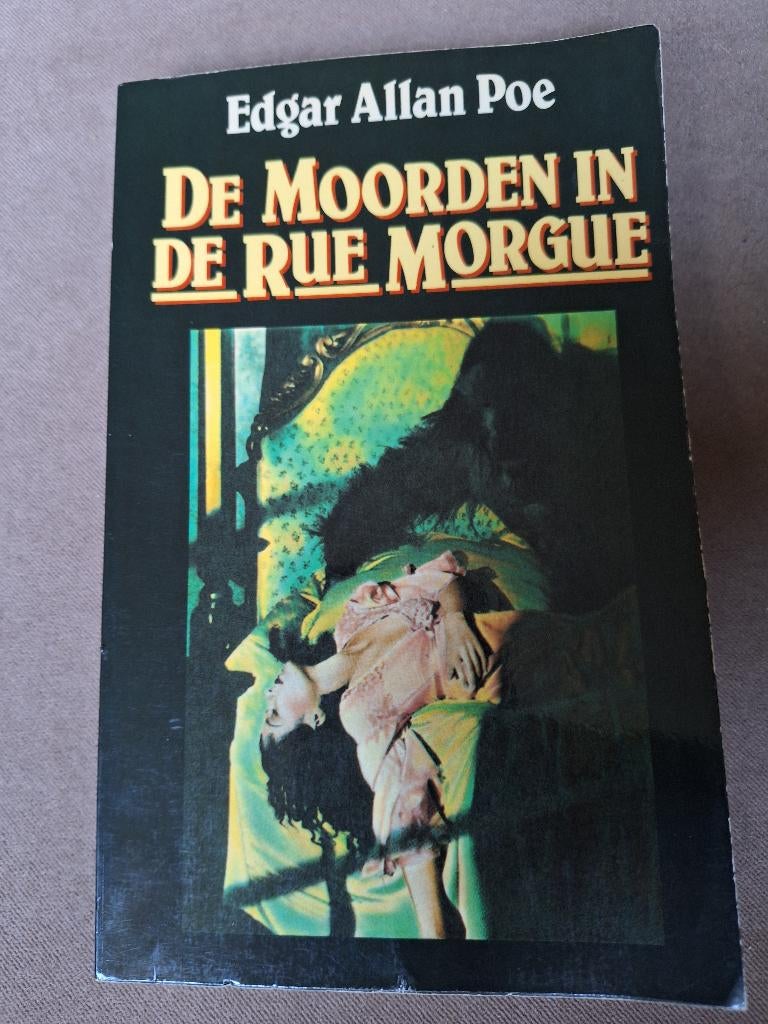 Edgar Allan Poe
DE MOORDEN IN
DE RUE MORGUE